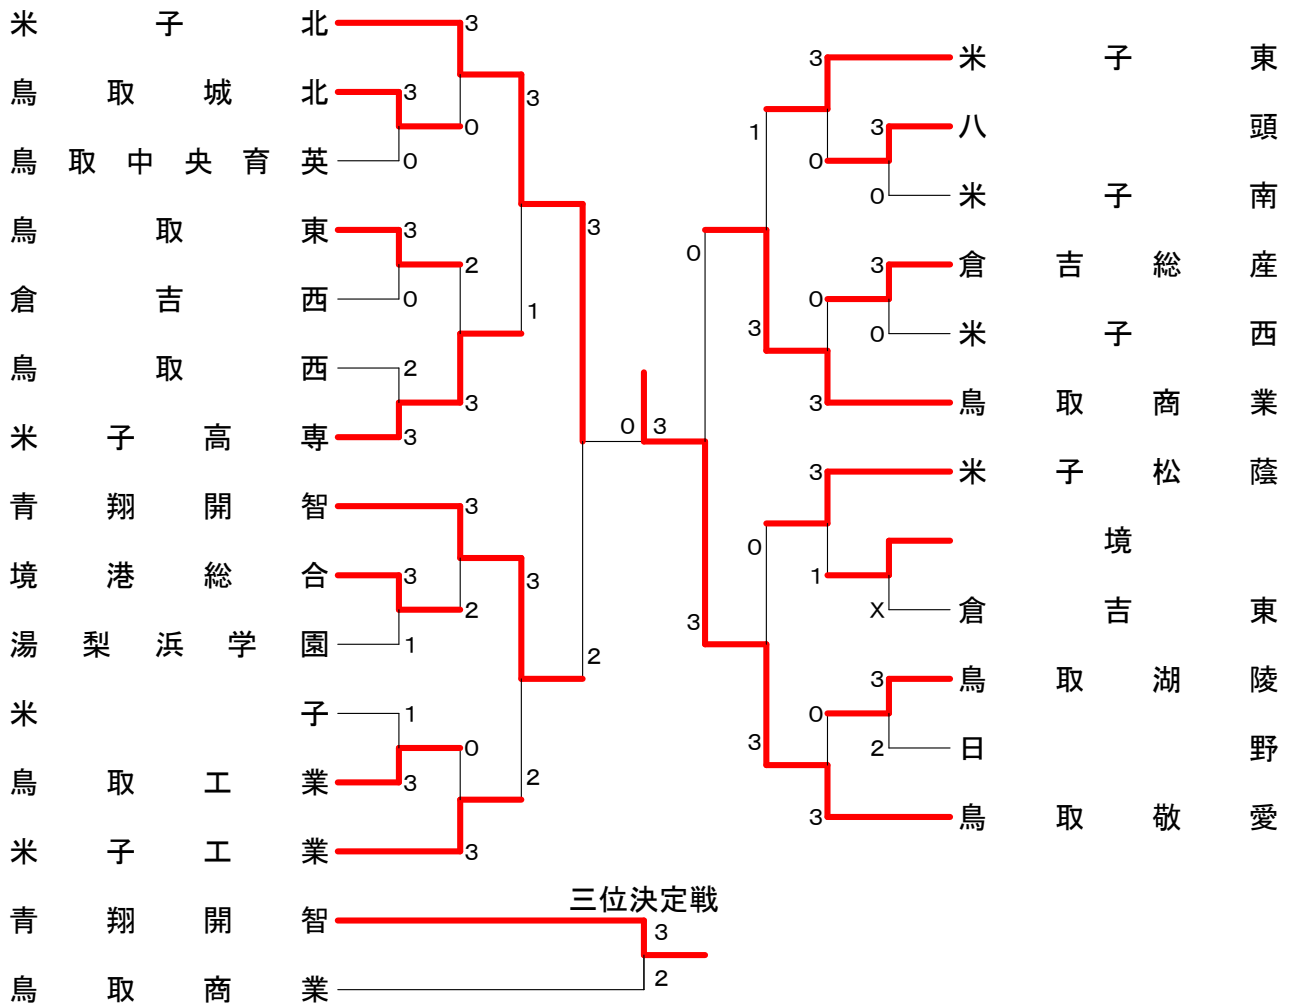 米子北
鳥取城北
鳥取中央育英
鳥取東
倉吉西
鳥取西
米子高専
青翔開智
境港総合
湯梨浜学園
米子
鳥取工業
米子工業
3
3
0
0
3
0
2
2
3
3
3
3
1
2
1
3
0
3
3
1
3
2
3
2
0
3
0
3
1
3
0
3
3
0
3
0
3
0
0
3
3
1
X
3
2
0
3
米子東
八頭
米子南
倉吉総産
米子西
鳥取商業
米子松蔭
境
倉吉東
鳥取湖陵
日野
鳥取敬愛
三位決定戦
青翔開智
3
鳥取商業
2